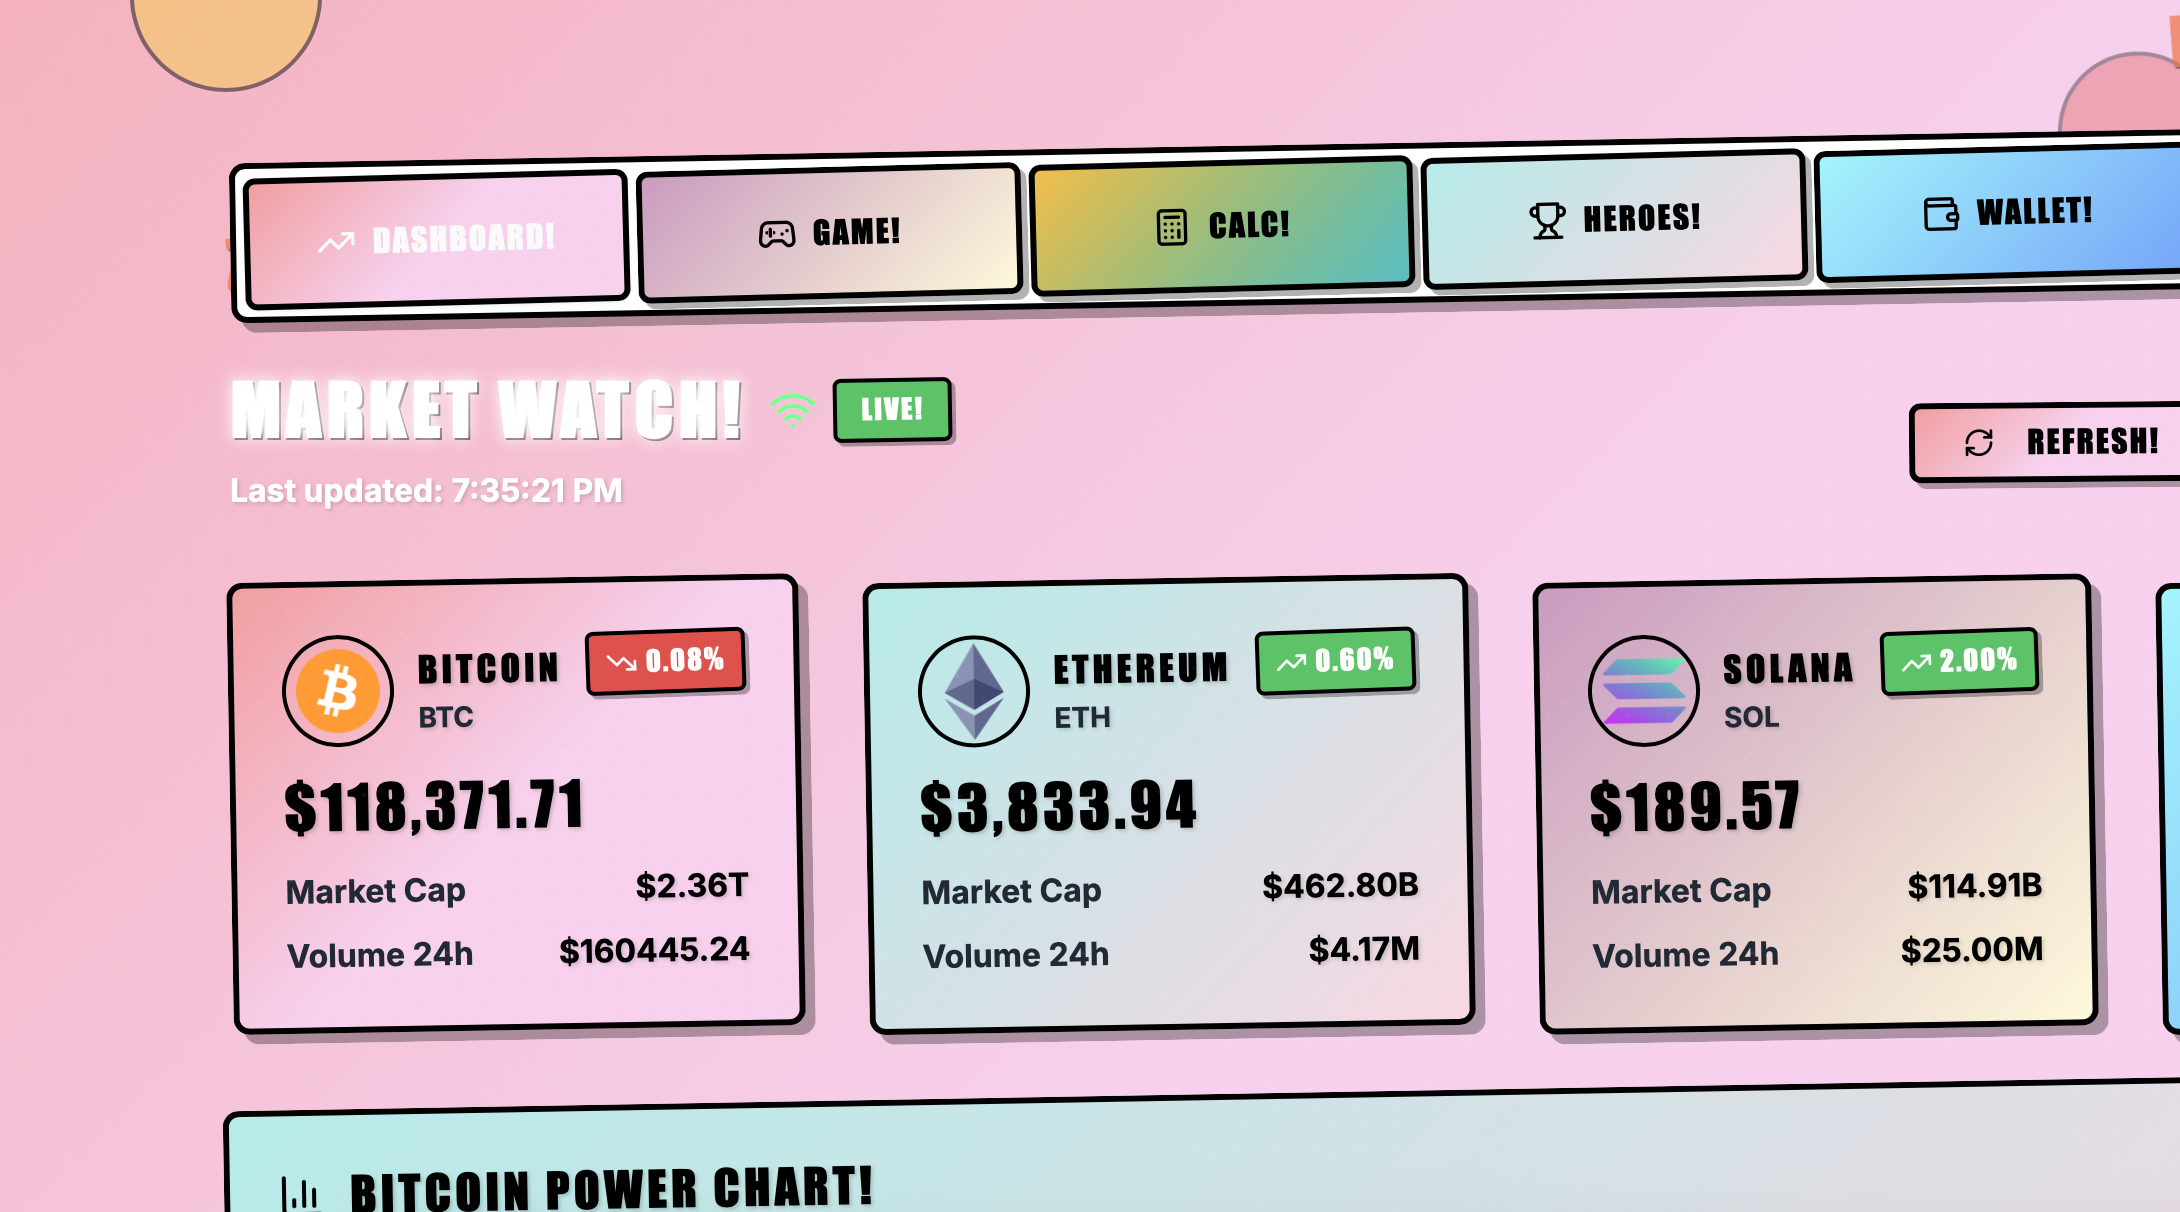 DASHBOARD! GAME! CALC! HEROES! WALLET!
MARKET WATCH! LIVE!
REFRESH!
Last updated: 7:35:21 PM
BITCOIN 0.08%
BTC
$118,371.71
Market Cap $2.36T
Volume 24h $160445.24
ETHEREUM 0.60%
ETH
$3,833.94
Market Cap $462.80B
Volume 24h $4.17M
SOLANA 2.00%
SOL
$189.57
Market Cap $114.91B
Volume 24h $25.00M
BITCOIN POWER CHART!